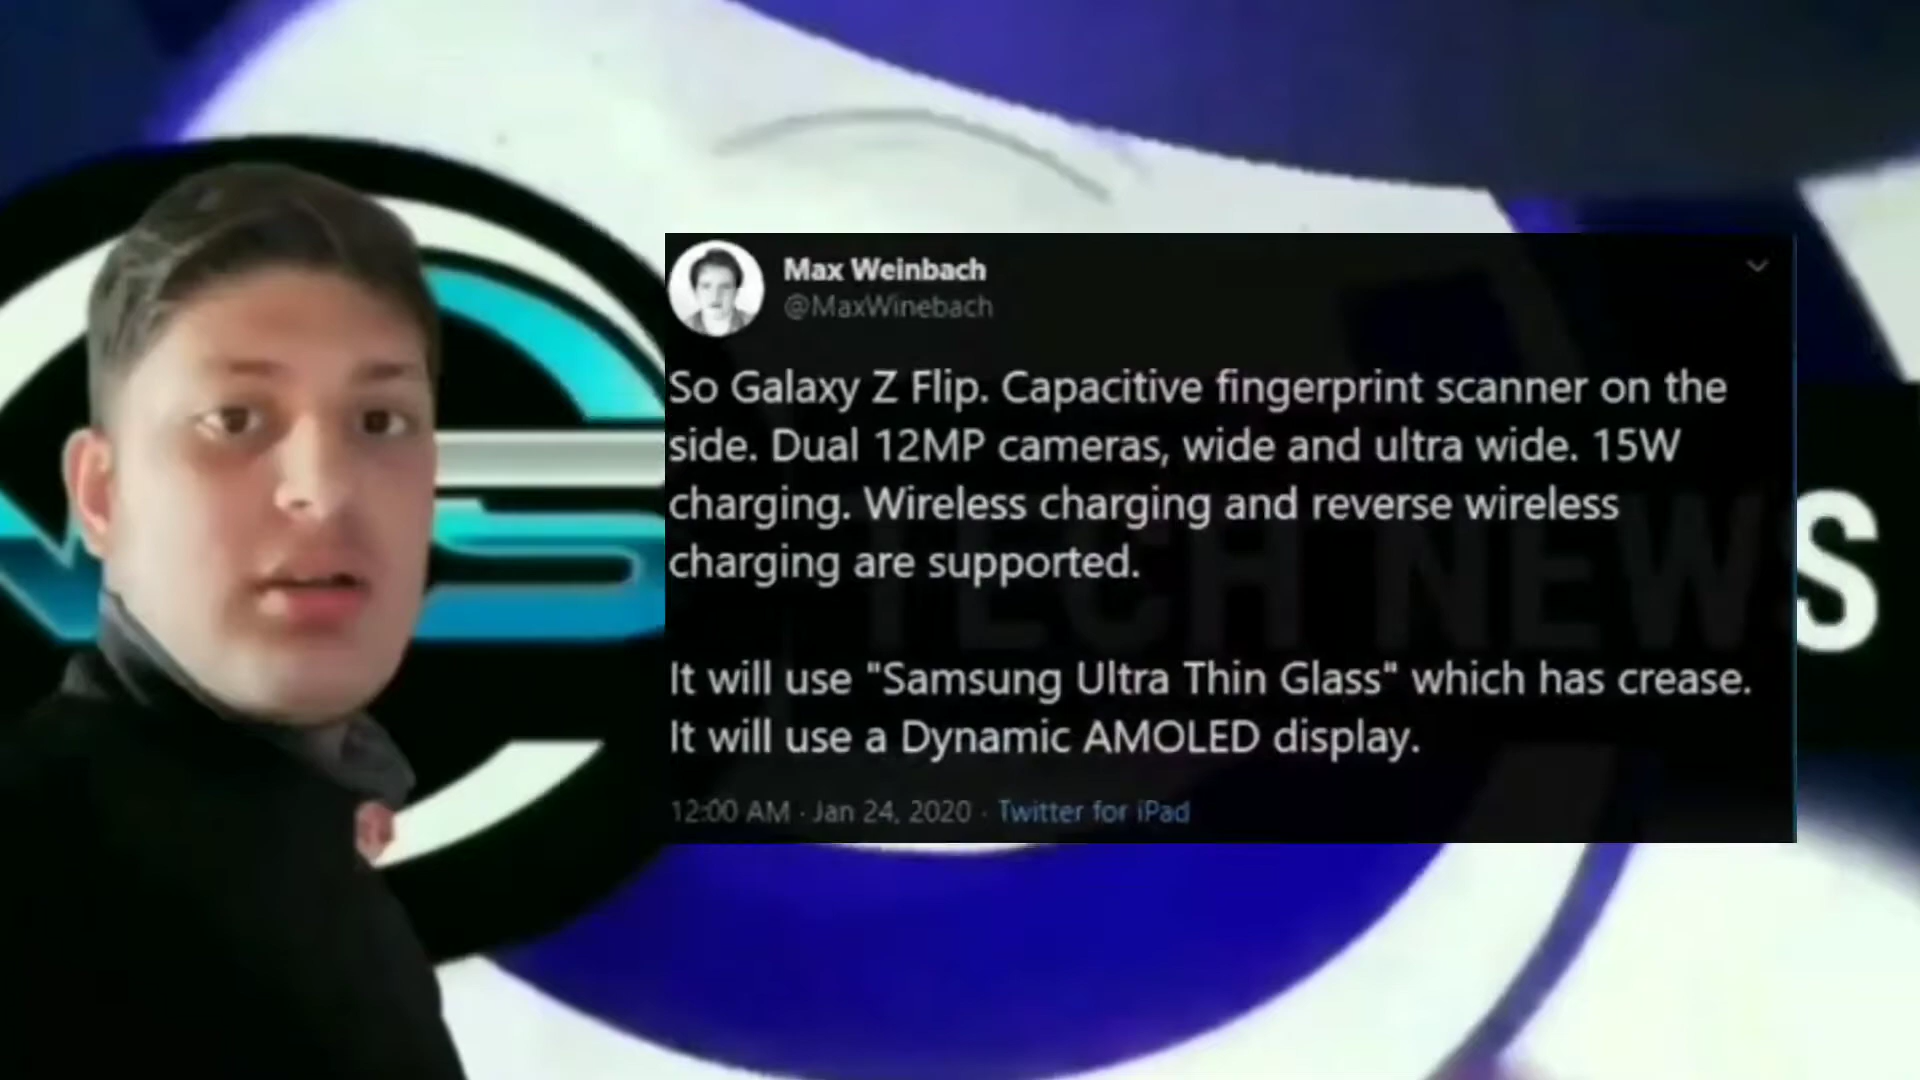 Max Weinbach
@MaxWinebach
So Galaxy Z Flip. Capacitive fingerprint scanner on the
side. Dual 12MP cameras, wide and ultra wide. 15W
charging. Wireless charging and reverse wireless
charging are supported.
TECH NEWS
It will use "Samsung Ultra Thin Glass" which has crease.
It will use a Dynamic AMOLED display.
12:00 AM · Jan 24, 2020 · Twitter for iPad